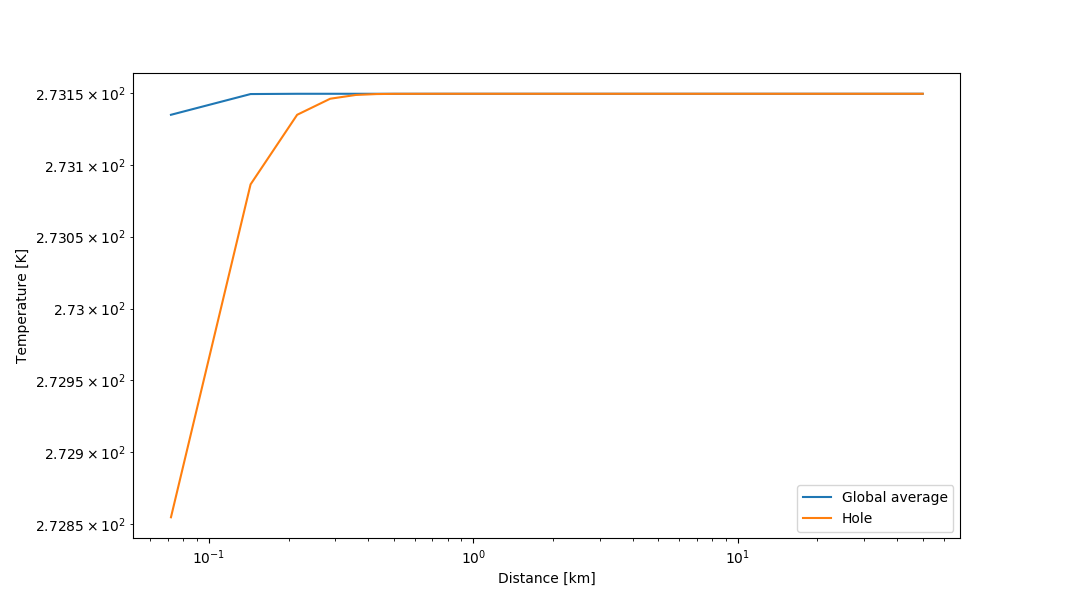 2.7315 × 10²
2.731 × 10²
2.7305 × 10²
2.73 × 10²
2.7295 × 10²
2.729 × 10²
2.7285 × 10²
Temperature [K]
Global average
Hole
10⁻¹ 10⁰ 10¹
Distance [km]